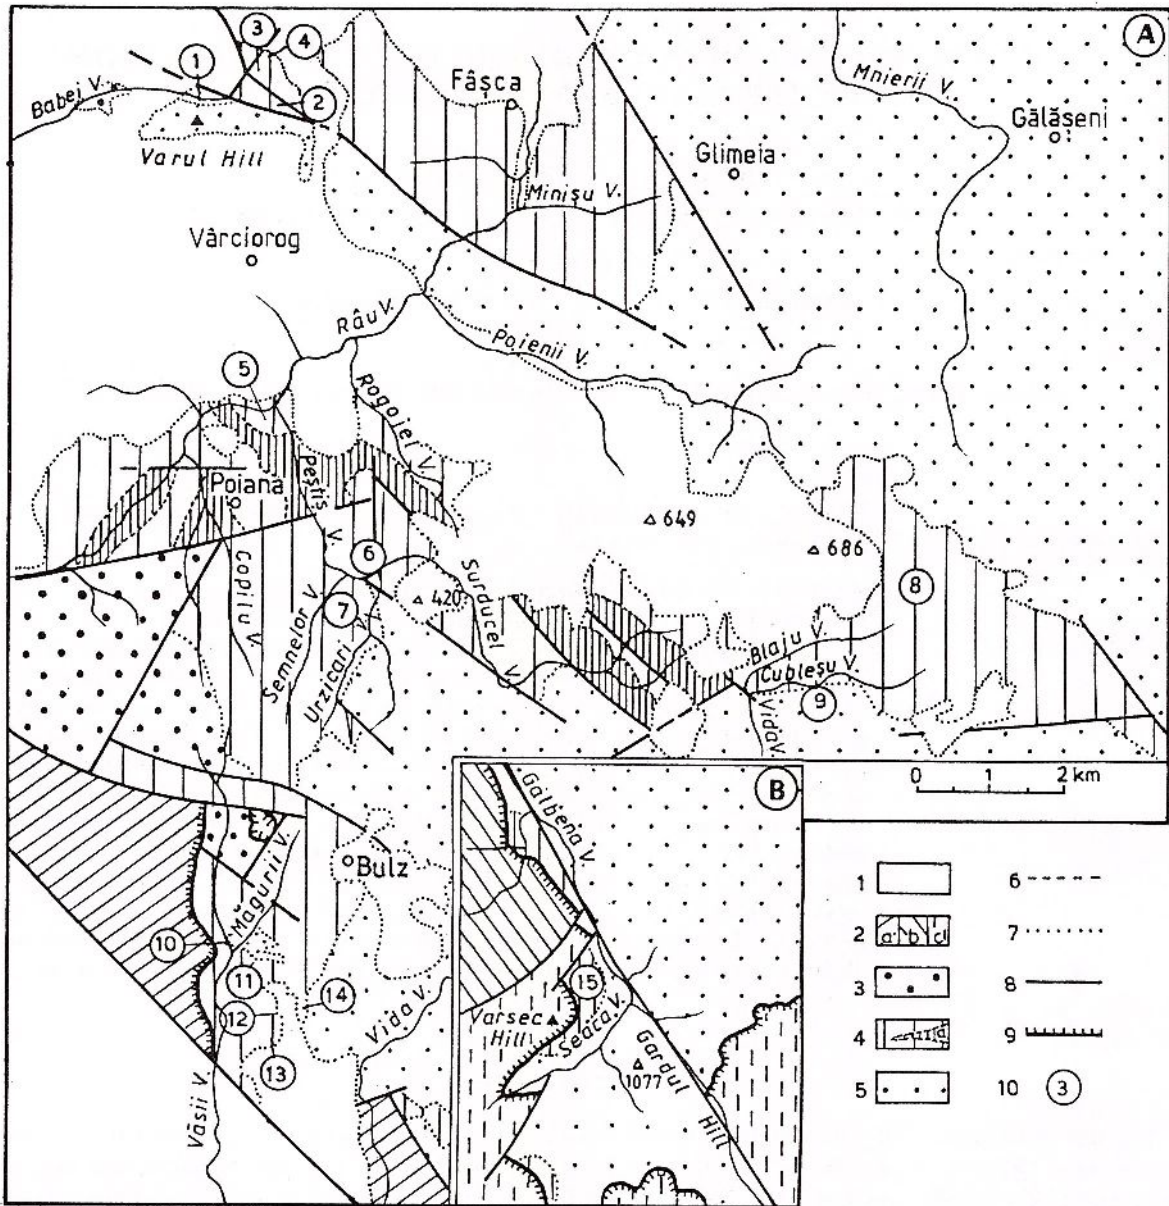 A
3
4
1
Babei V.
2
Fâşca
Mnierii V.
Gălăşeni
Varul Hill
Glimeia
Minişu V.
Vârciorog
Râu V.
Poienii V.
5
Rogojel V.
Poiana
Peştiş V.
649
686
Copilu V.
6
420
Surducel V.
8
7
Semnelor V.
Urzicari
Blaju V.
Cubleşu V.
9
Vida V.
0 1 2 km
B
Galbena V.
Măgurii V.
Bulz
10
11
14
12
15
Varsec Hill
Seaca V.
Vida V.
13
Gardul Hill
1077
Vâsii V.
1
6
2 a b c
7
3
8
4 d
9
5
10 3